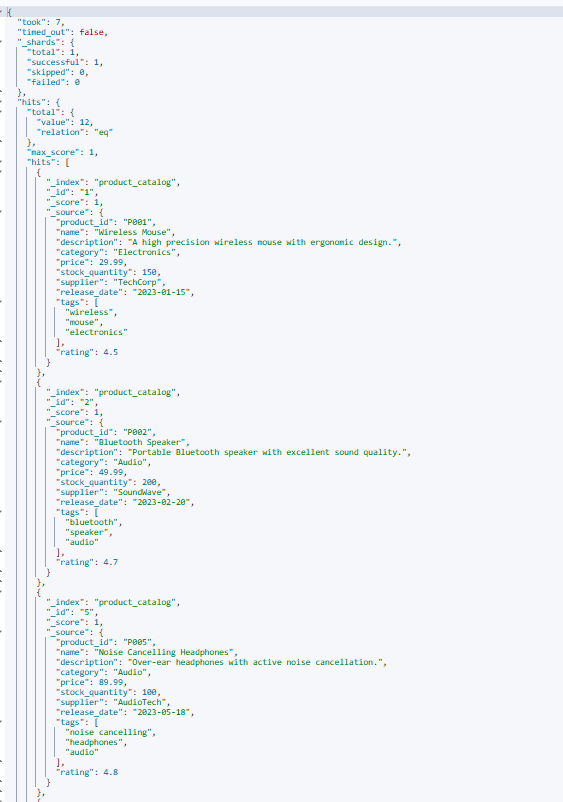 {
"took": 7,
"timed_out": false,
"_shards": {
"total": 1,
"successful": 1,
"skipped": 0,
"failed": 0
},
"hits": {
"total": {
"value": 12,
"relation": "eq"
},
"max_score": 1,
"hits": [
{
"_index": "product_catalog",
"_id": "1",
"_score": 1,
"_source": {
"product_id": "P001",
"name": "Wireless Mouse",
"description": "A high precision wireless mouse with ergonomic design.",
"category": "Electronics",
"price": 29.99,
"stock_quantity": 150,
"supplier": "TechCorp",
"release_date": "2023-01-15",
"tags": [
"wireless",
"mouse",
"electronics"
],
"rating": 4.5
}
},
{
"_index": "product_catalog",
"_id": "2",
"_score": 1,
"_source": {
"product_id": "P002",
"name": "Bluetooth Speaker",
"description": "Portable Bluetooth speaker with excellent sound quality.",
"category": "Audio",
"price": 49.99,
"stock_quantity": 200,
"supplier": "SoundWave",
"release_date": "2023-02-20",
"tags": [
"bluetooth",
"speaker",
"audio"
],
"rating": 4.7
}
},
{
"_index": "product_catalog",
"_id": "5",
"_score": 1,
"_source": {
"product_id": "P005",
"name": "Noise Cancelling Headphones",
"description": "Over-ear headphones with active noise cancellation.",
"category": "Audio",
"price": 89.99,
"stock_quantity": 100,
"supplier": "AudioTech",
"release_date": "2023-05-18",
"tags": [
"noise cancelling",
"headphones",
"audio"
],
"rating": 4.8
}
},
{